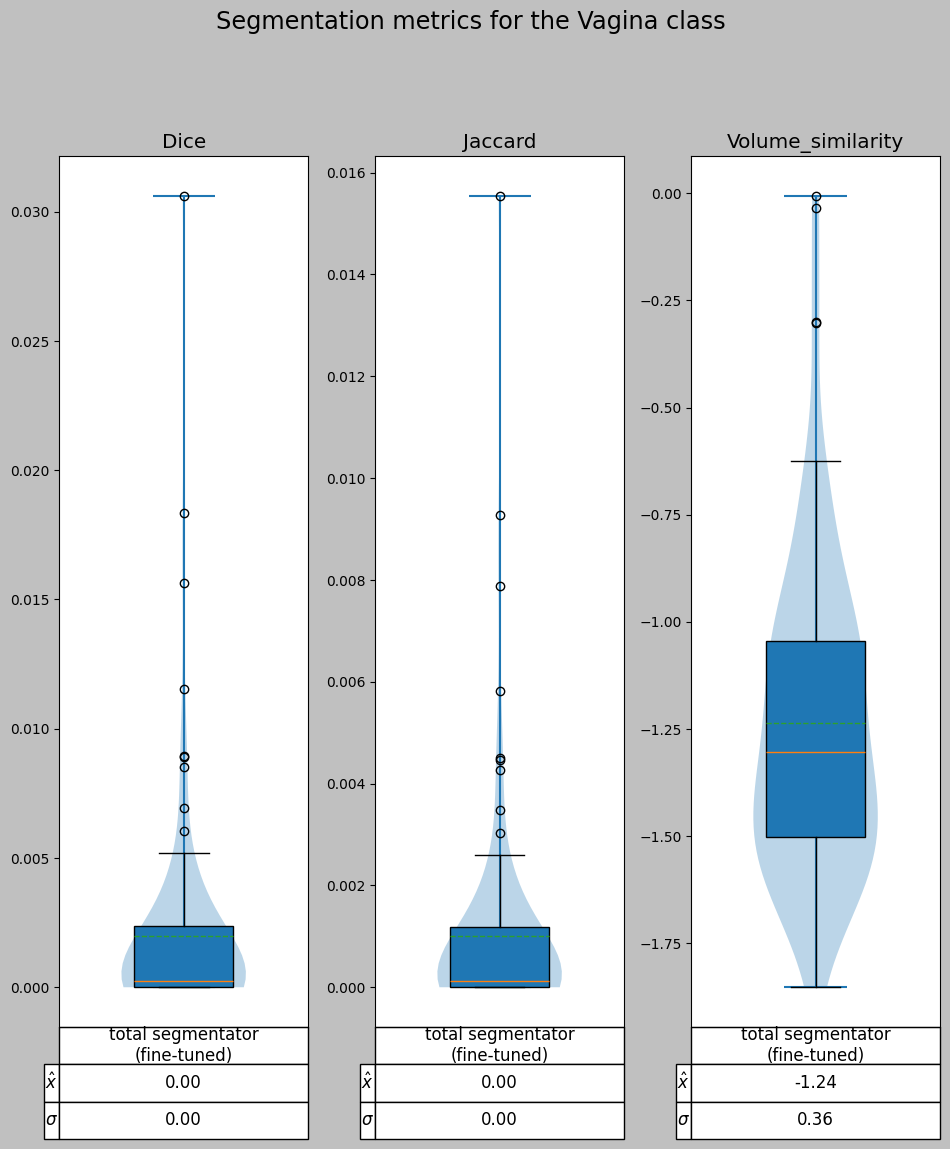 Segmentation metrics for the Vagina class
Dice
0.030
0.025
0.020
0.015
0.010
0.005
0.000
total segmentator
(fine-tuned)
x̂ 0.00
σ 0.00
Jaccard
0.016
0.014
0.012
0.010
0.008
0.006
0.004
0.002
0.000
total segmentator
(fine-tuned)
x̂ 0.00
σ 0.00
Volume_similarity
0.00
−0.25
−0.50
−0.75
−1.00
−1.25
−1.50
−1.75
total segmentator
(fine-tuned)
x̂ -1.24
σ 0.36